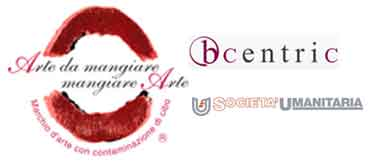 Arte da mangiare
mangiare Arte
Marchio d'arte con contaminazione di cibo
®
bcentric
SOCIETA' UMANITARIA